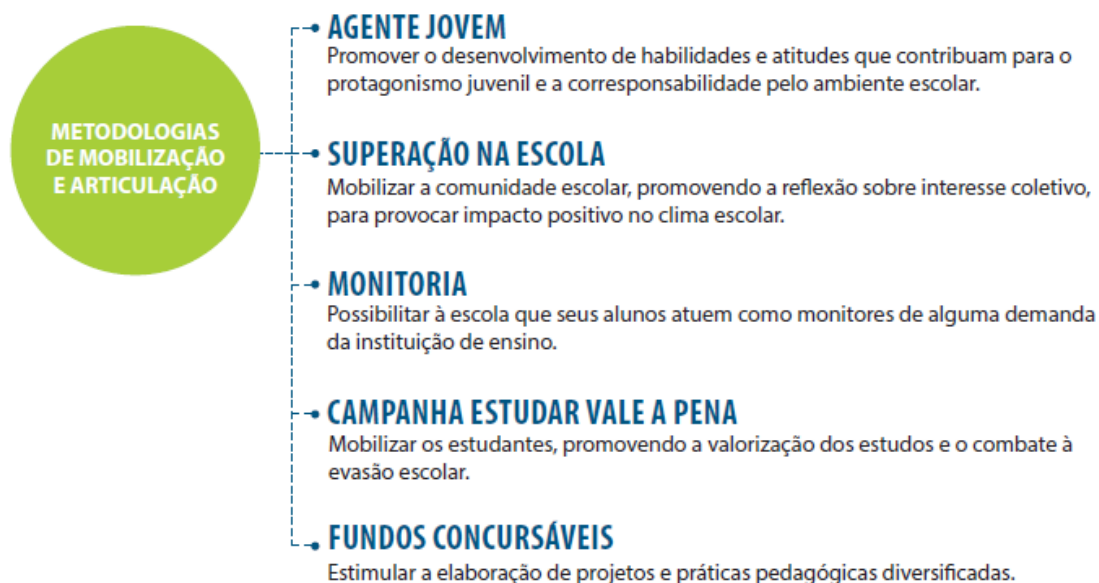 METODOLOGIAS
DE MOBILIZAÇÃO
E ARTICULAÇÃO
AGENTE JOVEM
Promover o desenvolvimento de habilidades e atitudes que contribuam para o
protagonismo juvenil e a corresponsabilidade pelo ambiente escolar.
SUPERAÇÃO NA ESCOLA
Mobilizar a comunidade escolar, promovendo a reflexão sobre interesse coletivo,
para provocar impacto positivo no clima escolar.
MONITORIA
Possibilitar à escola que seus alunos atuem como monitores de alguma demanda
da instituição de ensino.
CAMPANHA ESTUDAR VALE A PENA
Mobilizar os estudantes, promovendo a valorização dos estudos e o combate à
evasão escolar.
FUNDOS CONCURSÁVEIS
Estimular a elaboração de projetos e práticas pedagógicas diversificadas.